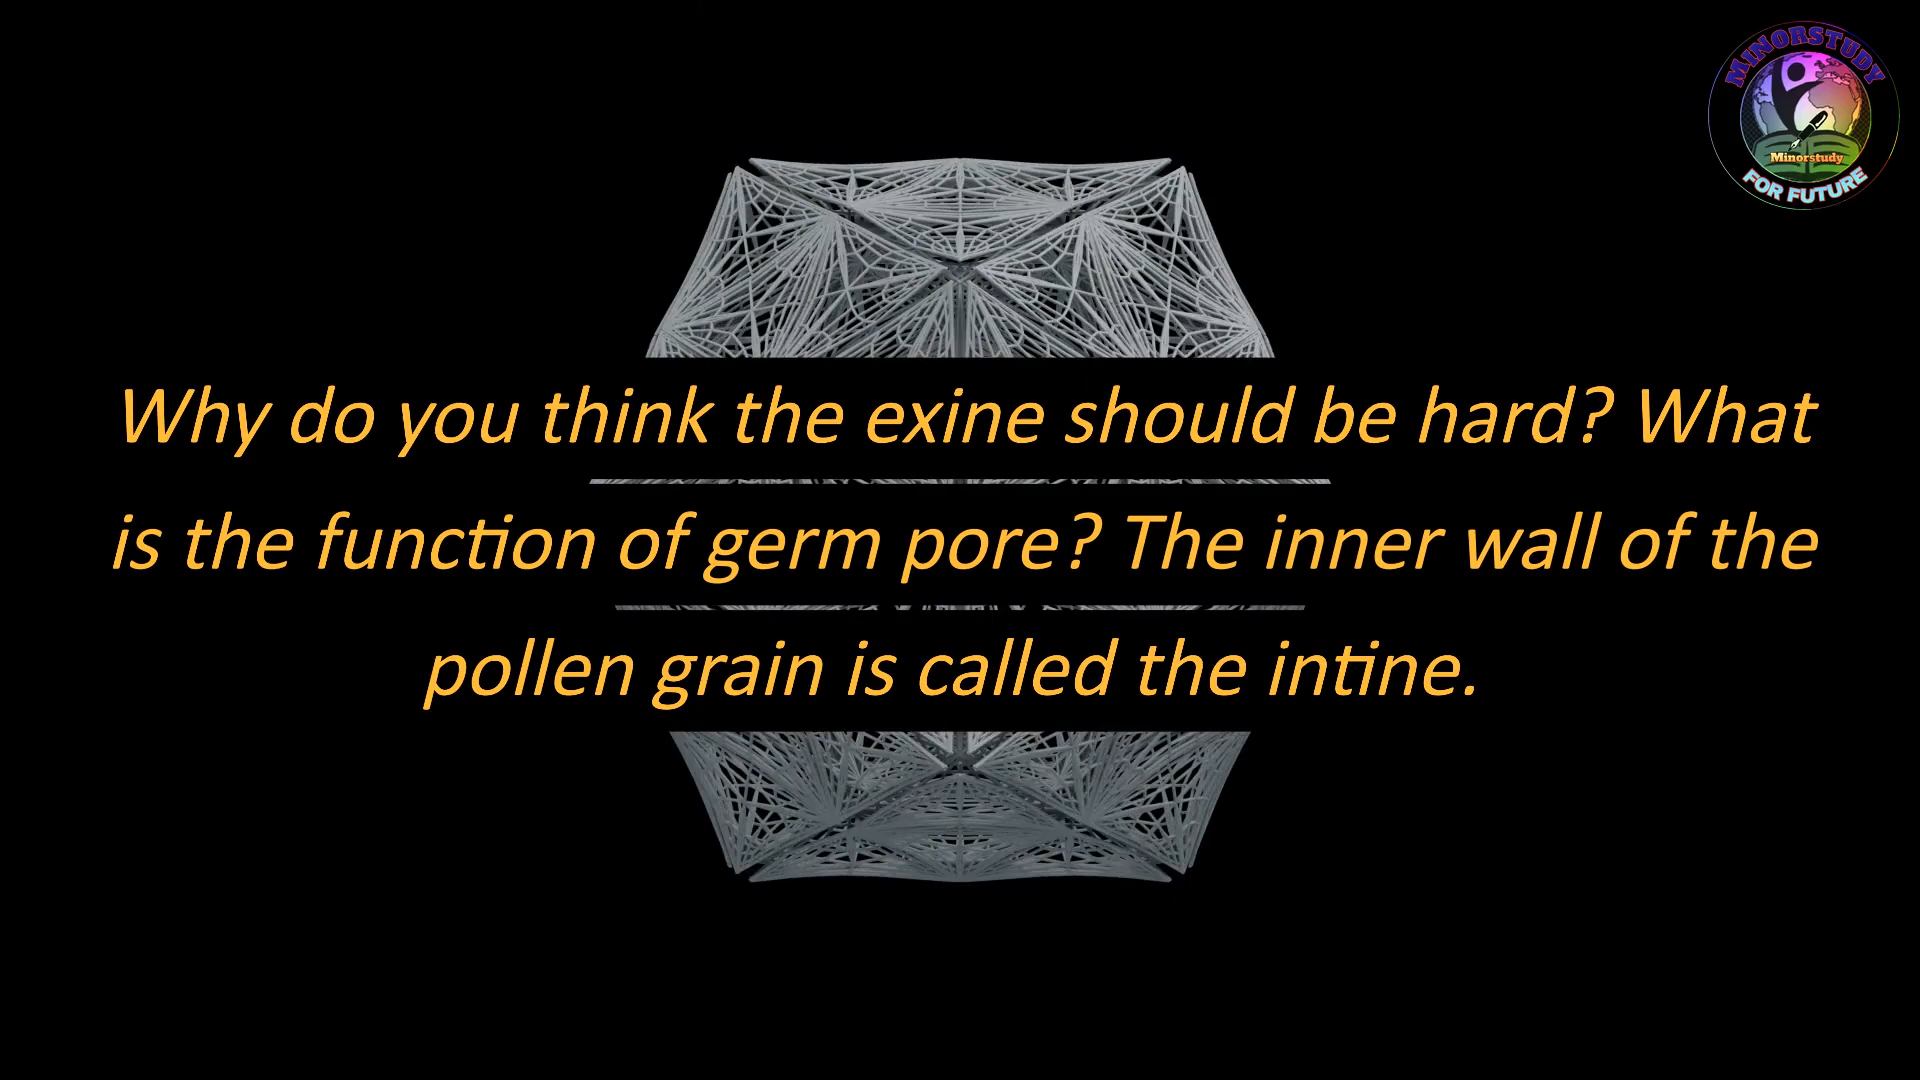 MINORSTUDY
Minorstudy
FOR FUTURE
Why do you think the exine should be hard? What
is the function of germ pore? The inner wall of the
pollen grain is called the intine.